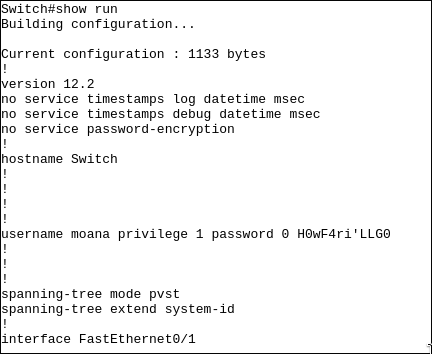 Switch#show run
Building configuration...
Current configuration : 1133 bytes
!
version 12.2
no service timestamps log datetime msec
no service timestamps debug datetime msec
no service password-encryption
!
hostname Switch
!
!
!
!
username moana privilege 1 password 0 H0wF4ri'LLG0
!
!
!
spanning-tree mode pvst
spanning-tree extend system-id
!
interface FastEthernet0/1